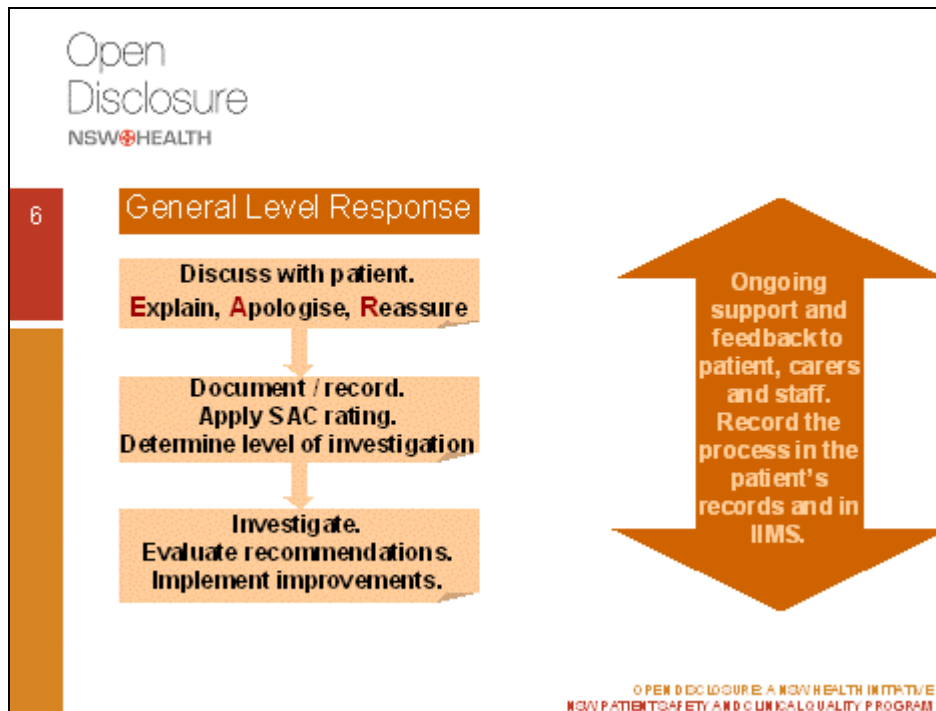 Open
Disclosure
NSW HEALTH
6
General Level Response
Discuss with patient.
Explain, Apologise, Reassure
Document / record.
Apply SAC rating.
Determine level of investigation
Investigate.
Evaluate recommendations.
Implement improvements.
Ongoing
support and
feedback to
patient, carers
and staff.
Record the
process in the
patient's
records and in
IIMS.
OPEN DISCLOSURE: A NSW HEALTH INITIATIVE
NSW PATIENT SAFETY AND CLINICAL QUALITY PROGRAM